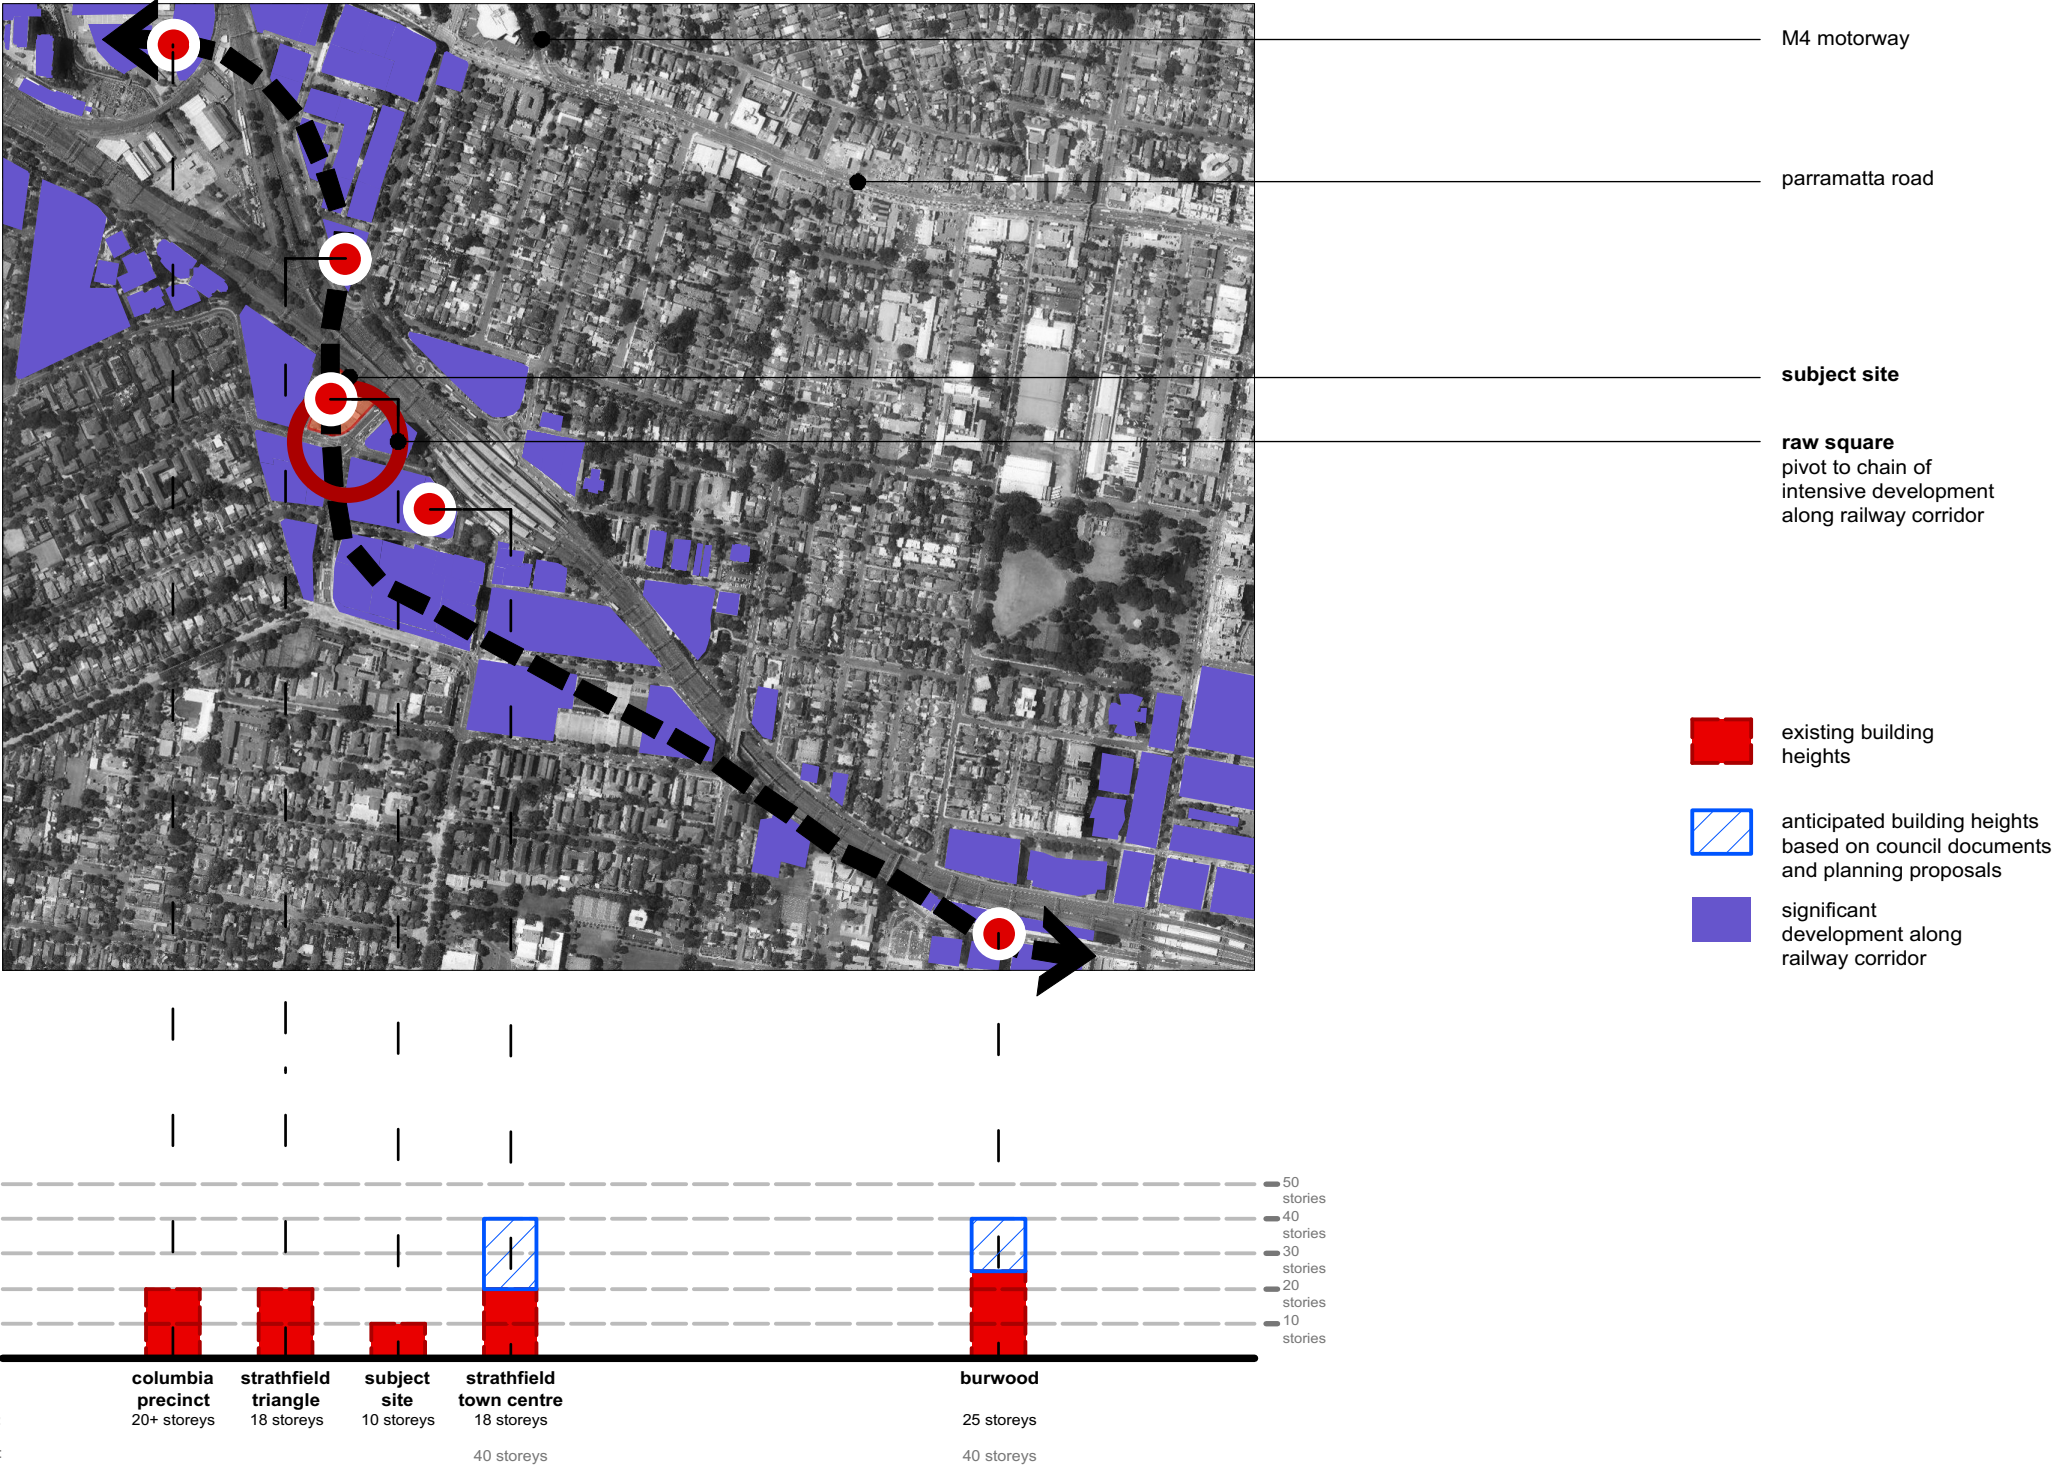 M4 motorway
parramatta road
subject site
raw square
pivot to chain of
intensive development
along railway corridor
existing building
heights
anticipated building heights
based on council documents
and planning proposals
significant
development along
railway corridor
50
stories
40
stories
30
stories
20
stories
10
stories
columbia
precinct
20+ storeys
strathfield
triangle
18 storeys
subject
site
10 storeys
strathfield
town centre
18 storeys
40 storeys
burwood
25 storeys
40 storeys